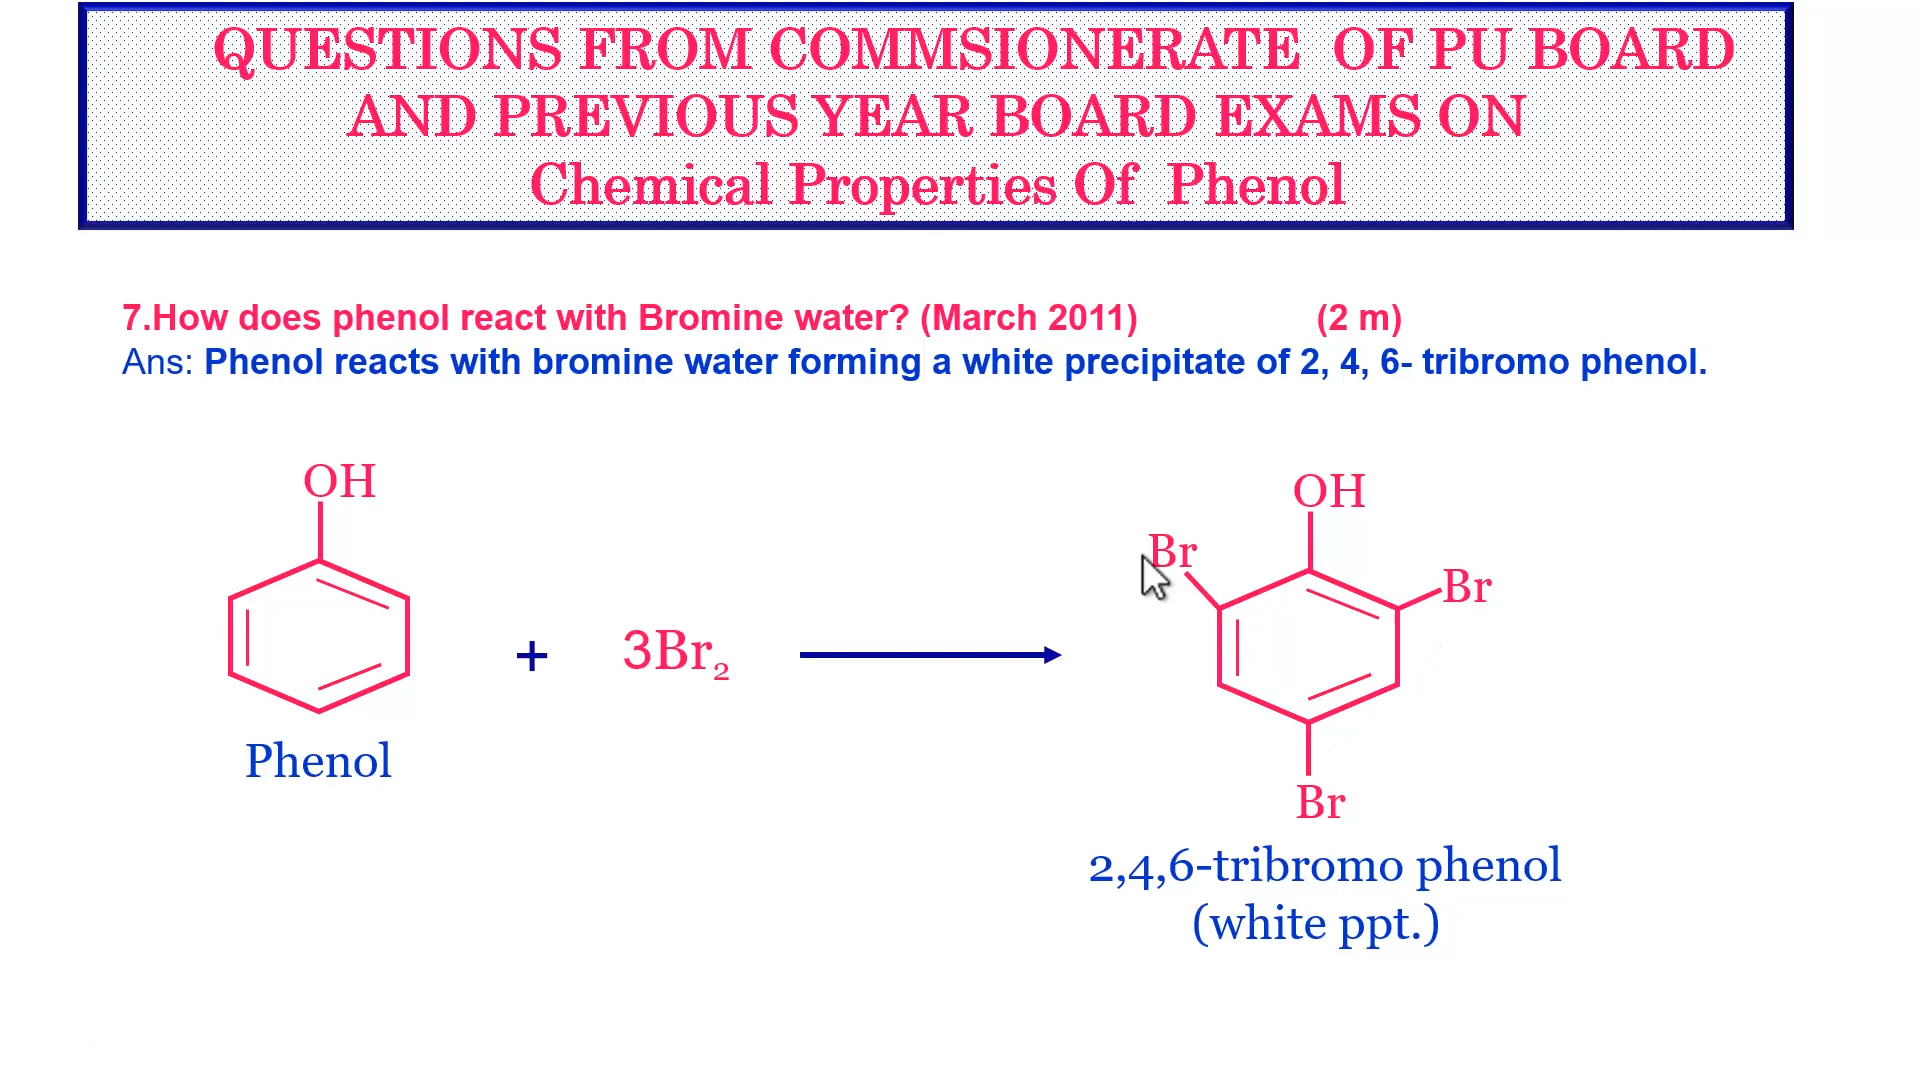 QUESTIONS FROM COMMSIONERATE OF PU BOARD
AND PREVIOUS YEAR BOARD EXAMS ON
Chemical Properties Of Phenol
7.How does phenol react with Bromine water? (March 2011) (2 m)
Ans: Phenol reacts with bromine water forming a white precipitate of 2, 4, 6- tribromo phenol.
OH
OH
Br
Br
+ 3Br₂
Phenol
Br
2,4,6-tribromo phenol
(white ppt.)